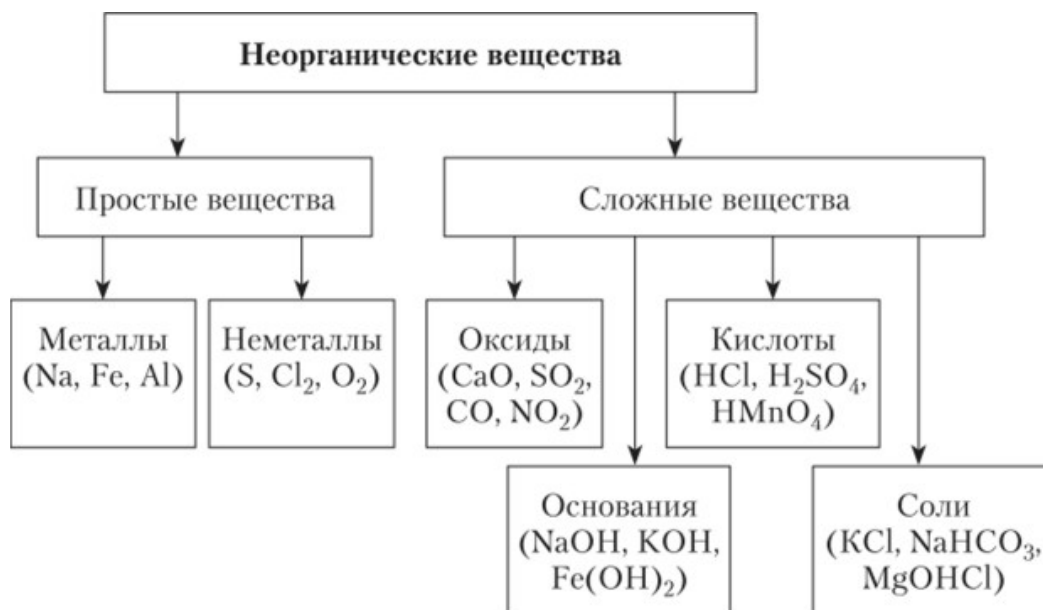 Неорганические вещества
Простые вещества
Сложные вещества
Металлы
(Na, Fe, Al)
Неметаллы
(S, Cl₂, O₂)
Оксиды
(CaO, SO₂,
CO, NO₂)
Кислоты
(HCl, H₂SO₄,
HMnO₄)
Основания
(NaOH, KOH,
Fe(OH)₂)
Соли
(KCl, NaHCO₃,
MgOHCl)